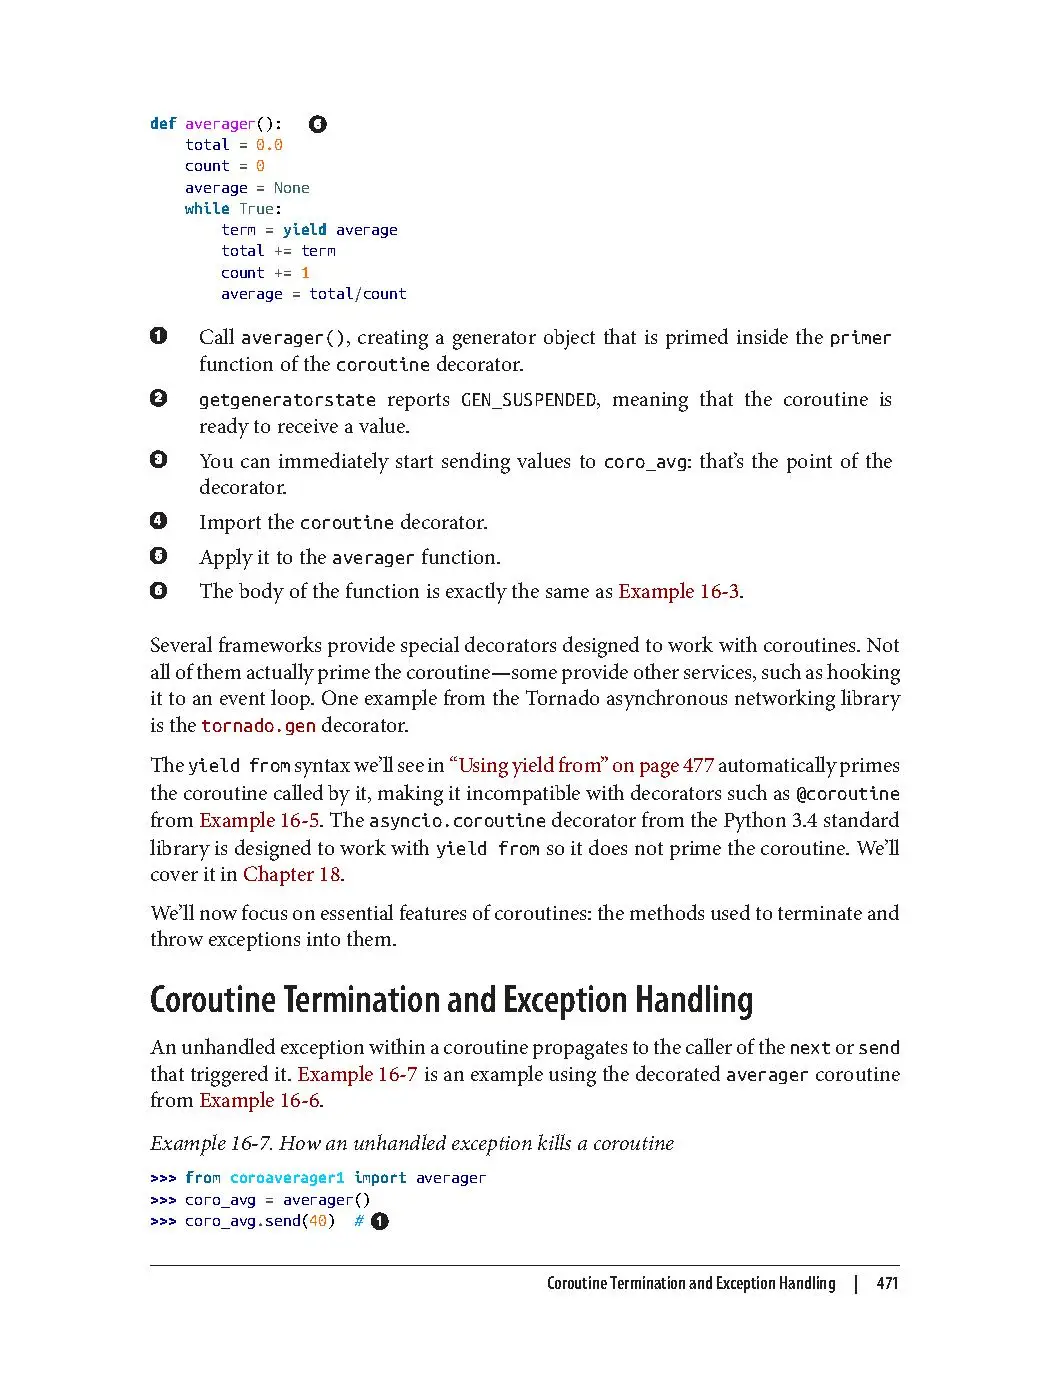 def averager(): ❻
    total = 0.0
    count = 0
    average = None
    while True:
        term = yield average
        total += term
        count += 1
        average = total/count
❶ Call averager(), creating a generator object that is primed inside the primer
function of the coroutine decorator.
❷ getgeneratorstate reports GEN_SUSPENDED, meaning that the coroutine is
ready to receive a value.
❸ You can immediately start sending values to coro_avg: that’s the point of the
decorator.
❹ Import the coroutine decorator.
❺ Apply it to the averager function.
❻ The body of the function is exactly the same as Example 16-3.
Several frameworks provide special decorators designed to work with coroutines. Not
all of them actually prime the coroutine—some provide other services, such as hooking
it to an event loop. One example from the Tornado asynchronous networking library
is the tornado.gen decorator.
The yield from syntax we’ll see in “Using yield from” on page 477 automatically primes
the coroutine called by it, making it incompatible with decorators such as @coroutine
from Example 16-5. The asyncio.coroutine decorator from the Python 3.4 standard
library is designed to work with yield from so it does not prime the coroutine. We’ll
cover it in Chapter 18.
We’ll now focus on essential features of coroutines: the methods used to terminate and
throw exceptions into them.
Coroutine Termination and Exception Handling
An unhandled exception within a coroutine propagates to the caller of the next or send
that triggered it. Example 16-7 is an example using the decorated averager coroutine
from Example 16-6.
Example 16-7. How an unhandled exception kills a coroutine
>>> from coroaverager1 import averager
>>> coro_avg = averager()
>>> coro_avg.send(40)  # ❶
Coroutine Termination and Exception Handling | 471